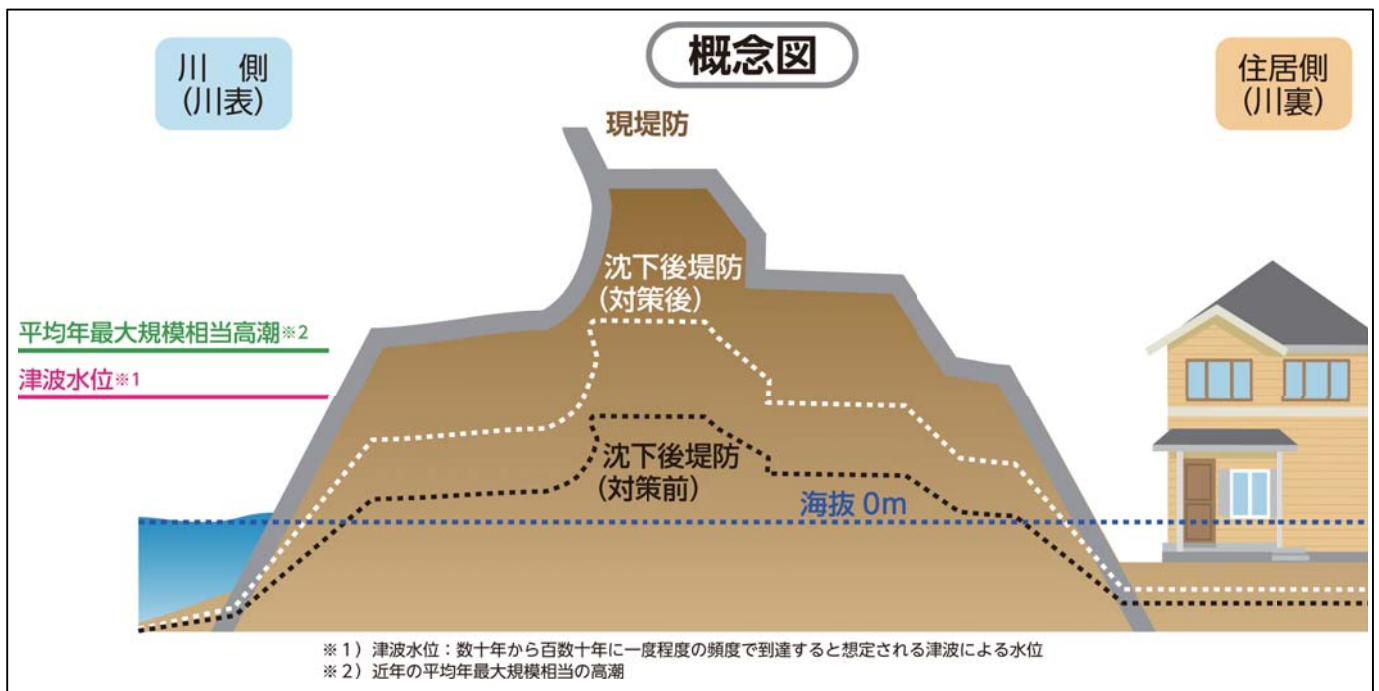 概念図
川 側
(川表)
住居側
(川裏)
現堤防
沈下後堤防
(対策後)
平均年最大規模相当高潮※2
津波水位※1
沈下後堤防
(対策前)
海抜 0m
※1）津波水位：数十年から百数十年に一度程度の頻度で到達すると想定される津波による水位
※2）近年の平均年最大規模相当の高潮